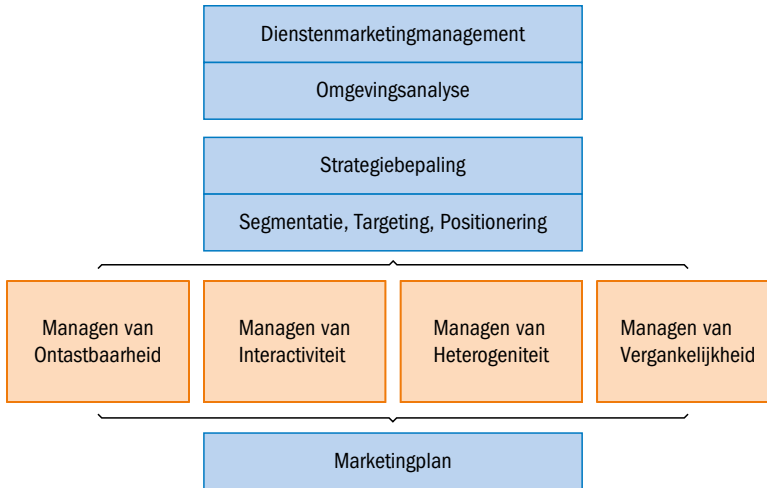 Dienstenmarketingmanagement
Omgevingsanalyse
Strategiebepaling
Segmentatie, Targeting, Positionering
Managen van
Ontastbaarheid
Managen van
Interactiviteit
Managen van
Heterogeniteit
Managen van
Vergankelijkheid
Marketingplan